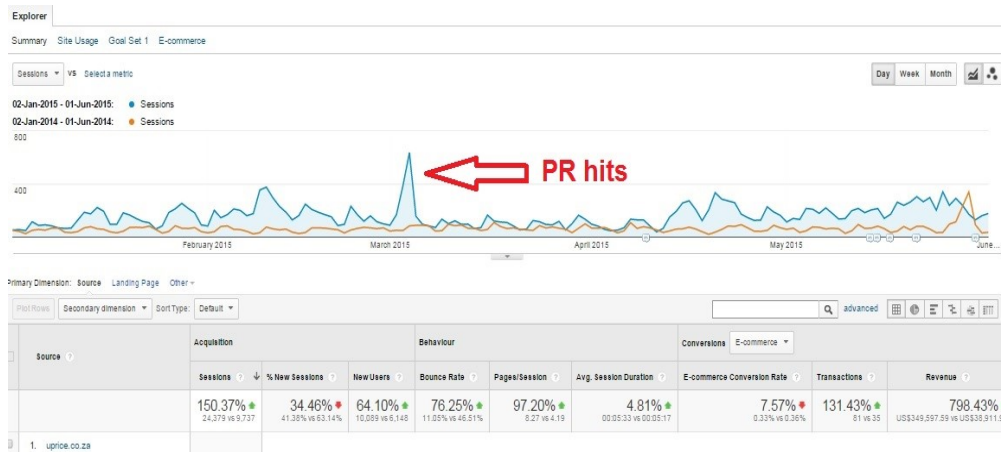 Explorer
Summary Site Usage Goal Set 1 E-commerce
Sessions VS Select a metric Day Week Month
02-Jan-2015 - 01-Jun-2015: Sessions
02-Jan-2014 - 01-Jun-2014: Sessions
800
400
PR hits
February 2015 March 2015 April 2015 May 2015 June...
Primary Dimension: Source Landing Page Other
Plot Rows Secondary dimension Sort Type: Default advanced
Source ? Acquisition Behaviour Conversions E-commerce
Sessions ? % New Sessions ? New Users ? Bounce Rate ? Pages/Session ? Avg. Session Duration ? E-commerce Conversion Rate ? Transactions ? Revenue ?
150.37% 34.46% 64.10% 76.25% 97.20% 4.81% 7.57% 131.43% 798.43%
24,379 vs 9,737 41.38% vs 63.14% 10,089 vs 6,148 11.05% vs 46.51% 8.27 vs 4.19 00:05:33 vs 00:05:17 0.33% vs 0.36% 81 vs 35 US$349,597.59 vs US$38,911.9
1. uprice.co.za